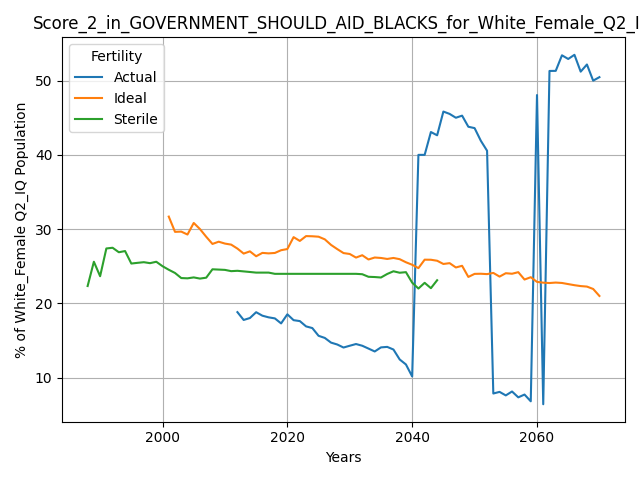 Score_2_in_GOVERNMENT_SHOULD_AID_BLACKS_for_White_Female_Q2_I
Fertility
Actual
Ideal
Sterile
% of White_Female Q2_IQ Population
50
40
30
20
10
2000 2020 2040 2060
Years